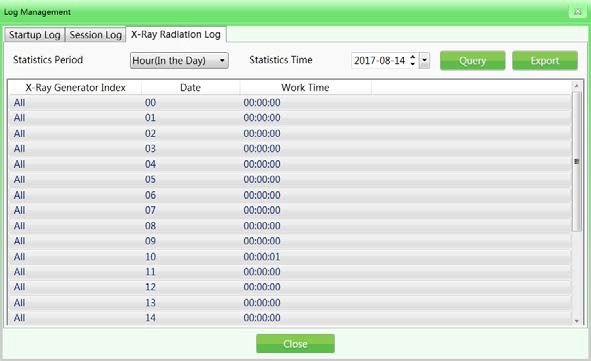 Log Management
Startup Log Session Log X-Ray Radiation Log
Statistics Period Hour(In the Day) Statistics Time 2017-08-14 Query Export
X-Ray Generator Index Date Work Time
All 00 00:00:00
All 01 00:00:00
All 02 00:00:00
All 03 00:00:00
All 04 00:00:00
All 05 00:00:00
All 06 00:00:00
All 07 00:00:00
All 08 00:00:00
All 09 00:00:00
All 10 00:00:01
All 11 00:00:00
All 12 00:00:00
All 13 00:00:00
All 14 00:00:00
Close